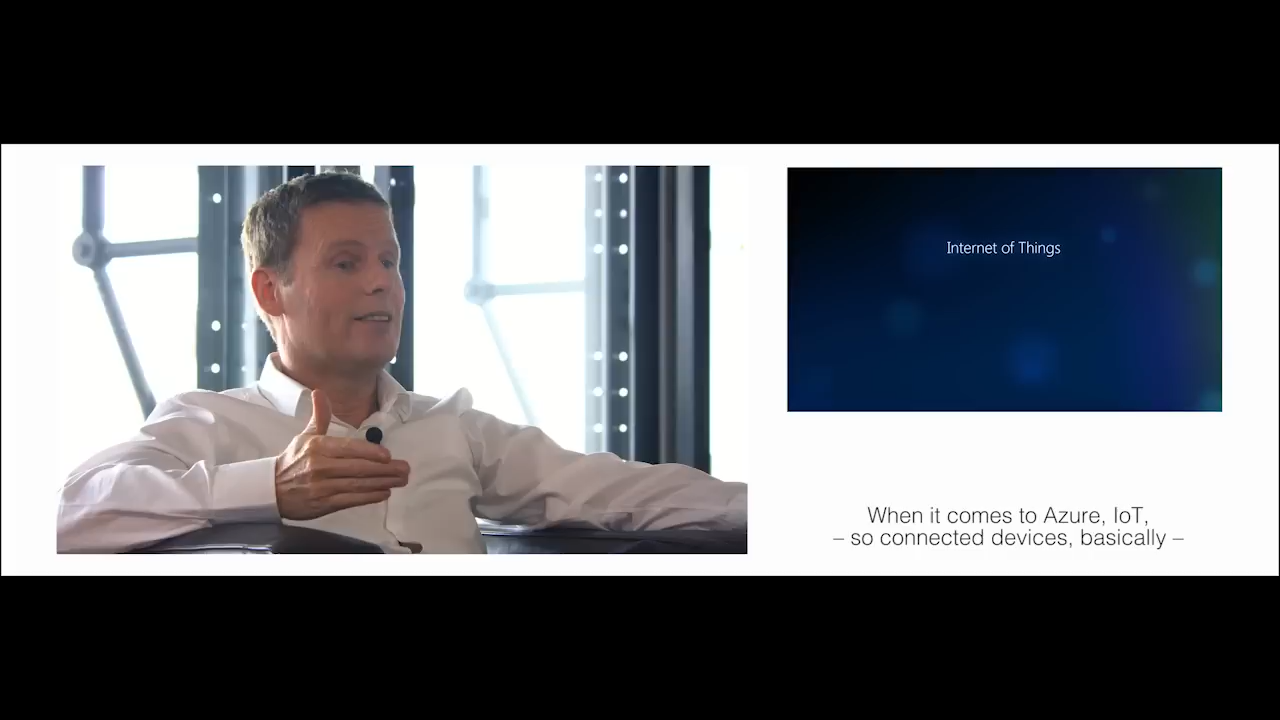 Internet of Things
When it comes to Azure, IoT,
– so connected devices, basically –